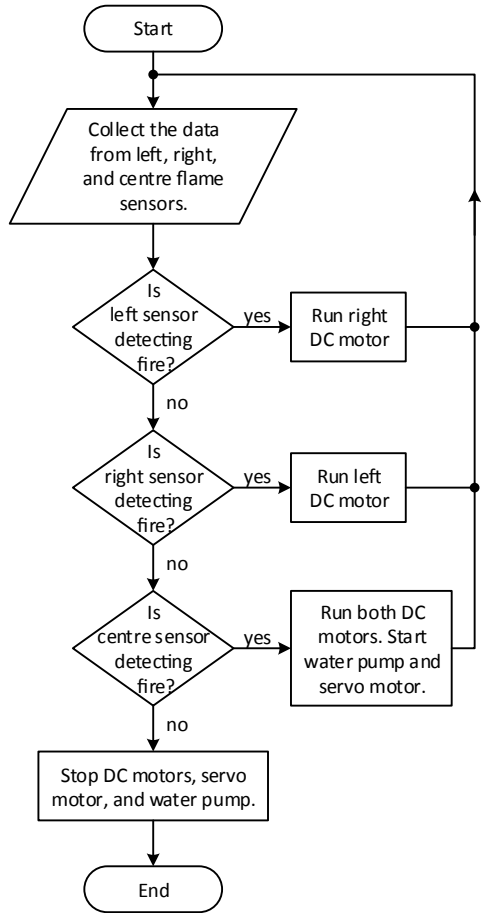 Start
Collect the data
from left, right,
and centre flame
sensors.
Is
left sensor
detecting
fire?
yes
Run right
DC motor
no
Is
right sensor
detecting
fire?
yes
Run left
DC motor
no
Is
centre sensor
detecting
fire?
yes
Run both DC
motors. Start
water pump and
servo motor.
no
Stop DC motors, servo
motor, and water pump.
End